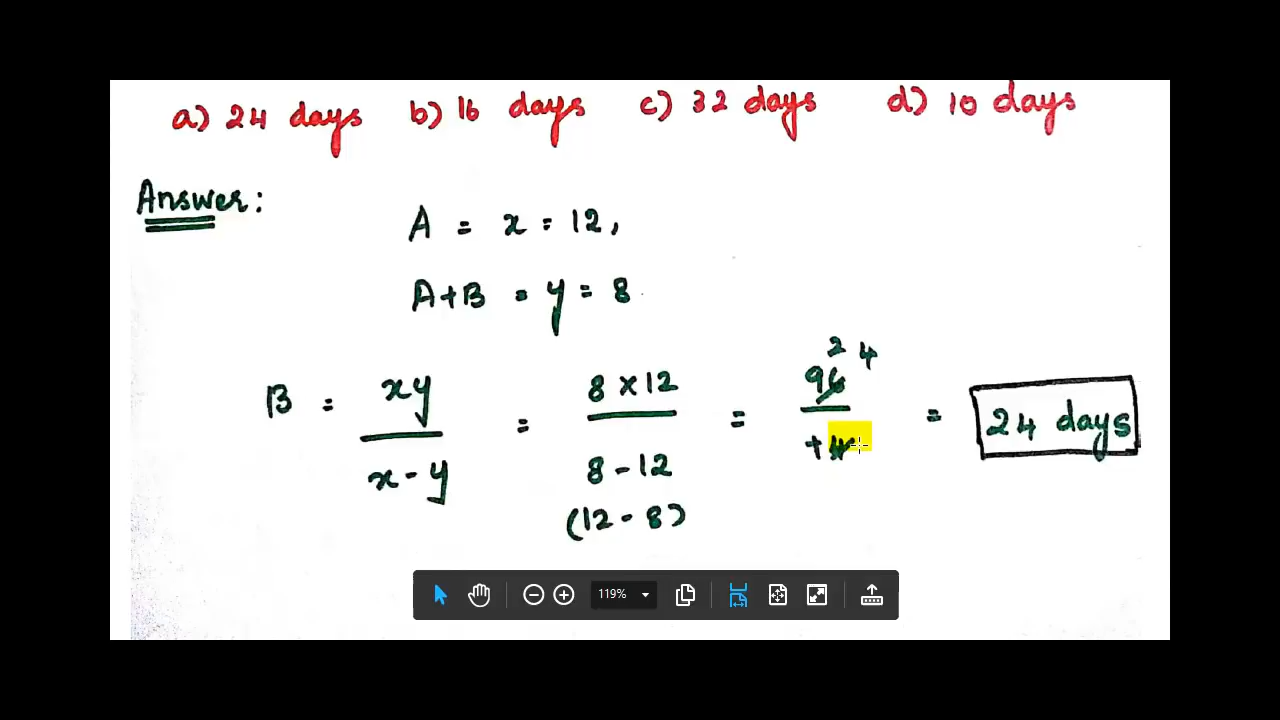 a) 24 days b) 16 days c) 32 days d) 10 days
Answer:
A = x = 12,
A+B = y = 8
2 4
B = xy / x - y = 8 x 12 / 8 - 12 = 96 / +4 = 24 days
(12 - 8)
119%